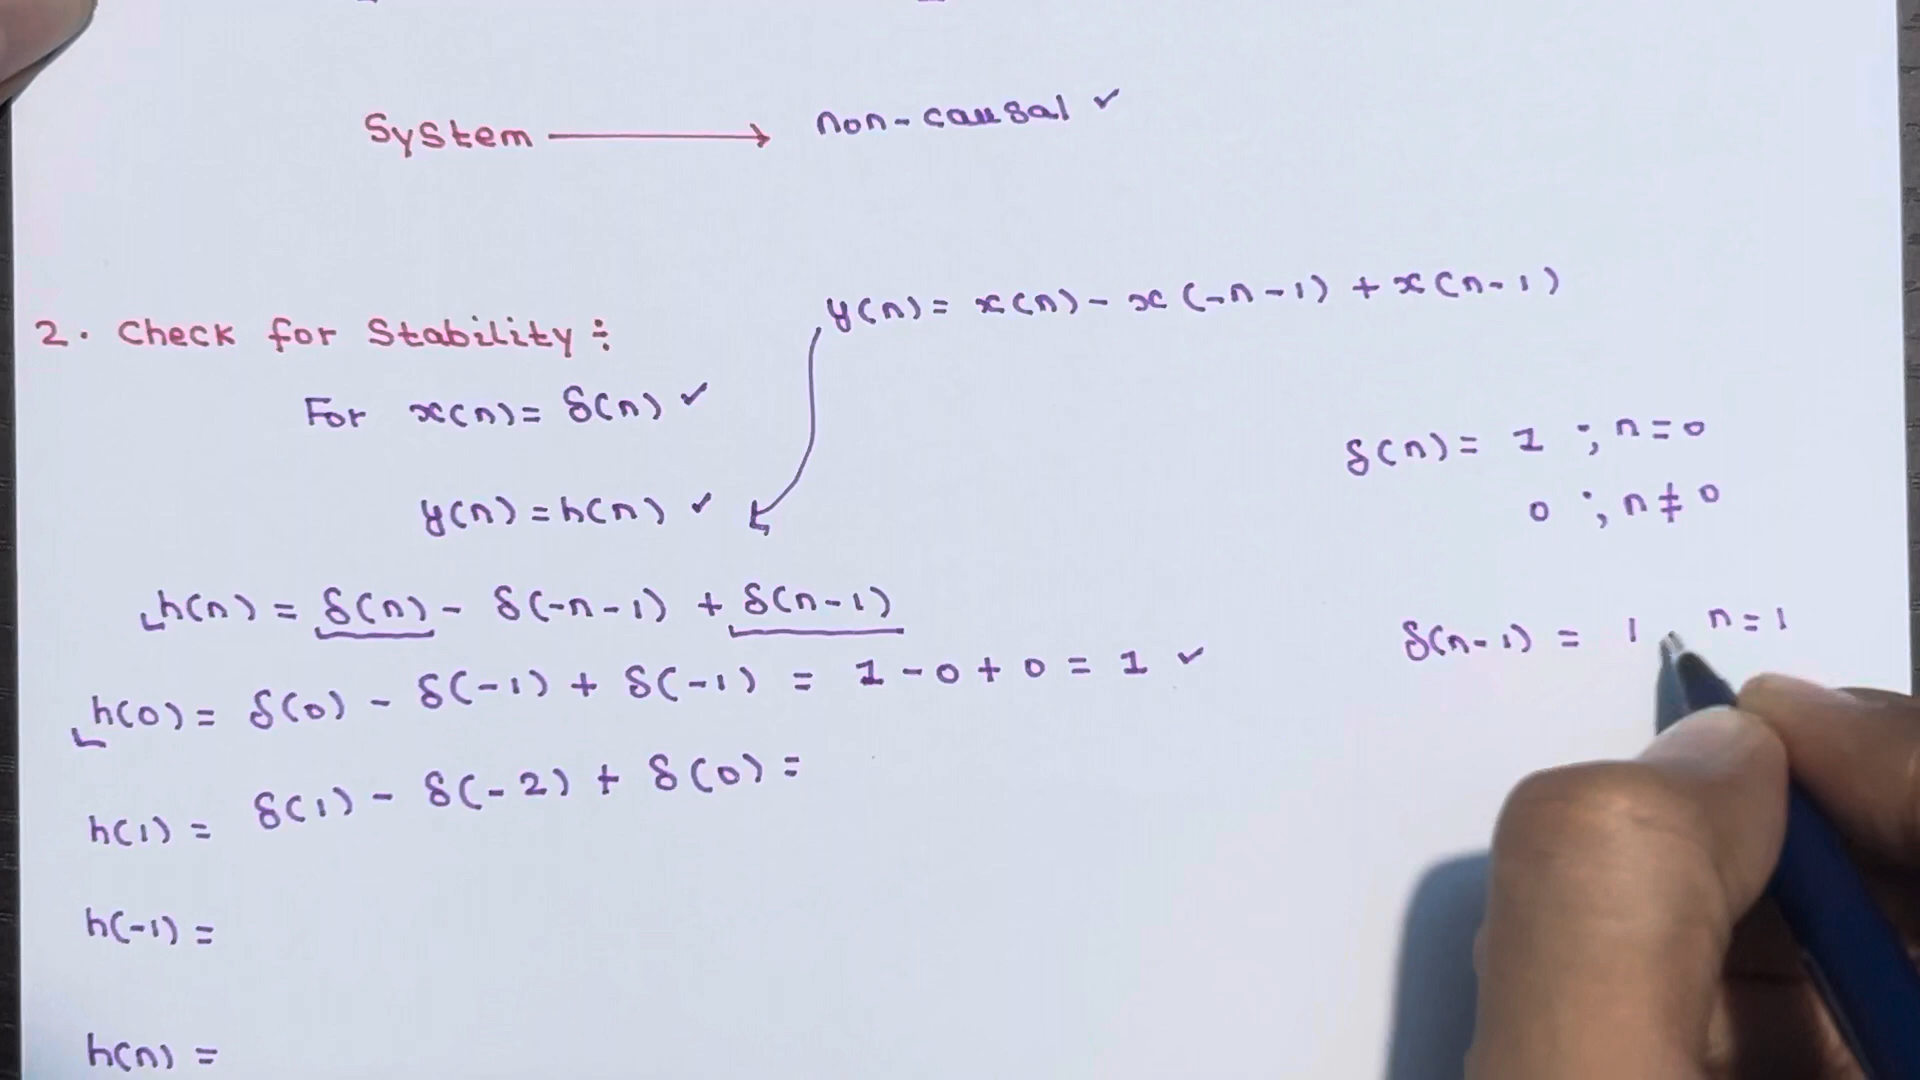 System → non-causal ✓
y(n) = x(n) - x(-n-1) + x(n-1)
2. Check for Stability :
For x(n) = δ(n) ✓
δ(n) = 1 ; n=0
0 ; n≠0
y(n) = h(n) ✓
h(n) = δ(n) - δ(-n-1) + δ(n-1)
δ(n-1) = 1 n=1
h(0) = δ(0) - δ(-1) + δ(-1) = 1 - 0 + 0 = 1 ✓
h(1) = δ(1) - δ(-2) + δ(0) =
h(-1) =
h(n) =